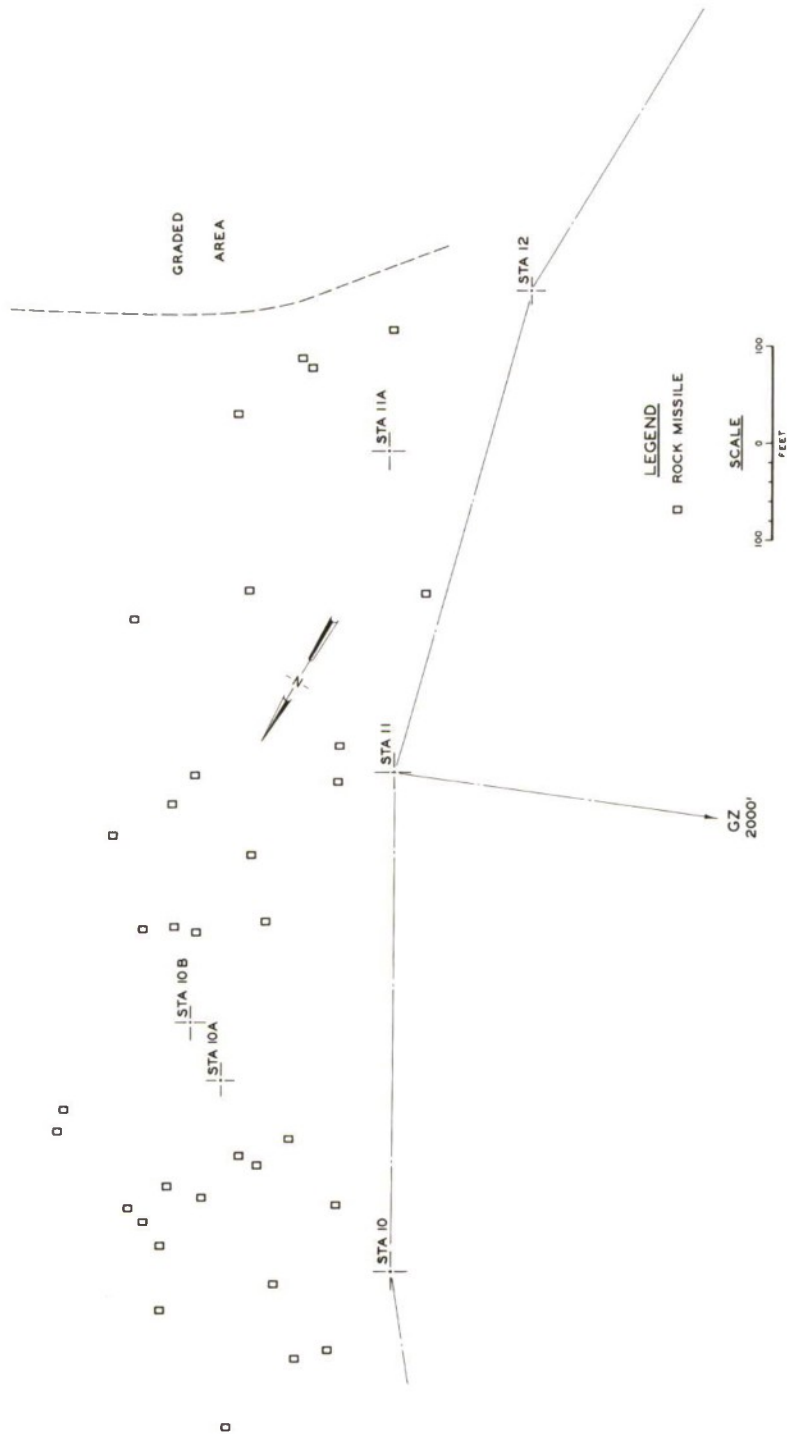 GRADED
AREA
STA 12
STA 11A
N
STA 11
GZ
2000'
STA 10B
STA 10A
STA 10
LEGEND
ROCK MISSILE
SCALE
100 0 100
FEET